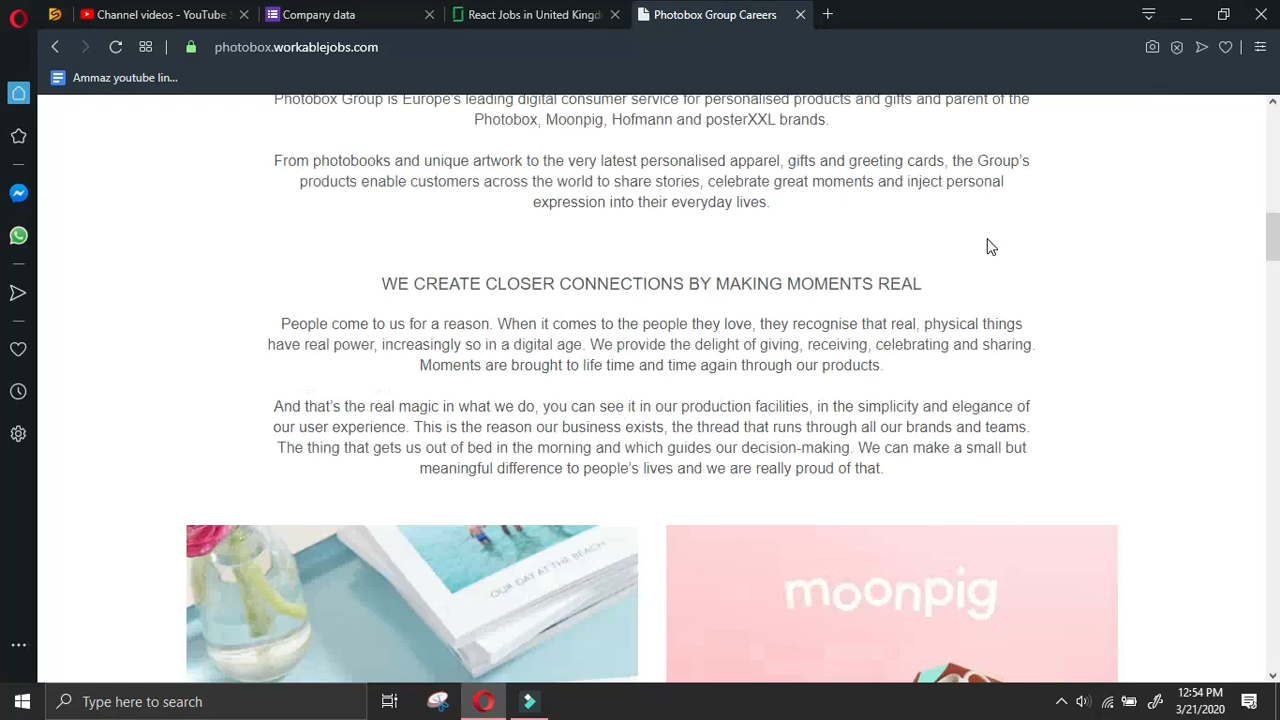 Channel videos - YouTube S
Company data
React Jobs in United Kingd
Photobox Group Careers
photobox.workablejobs.com
Ammaz youtube lin...
Photobox Group is Europe's leading digital consumer service for personalised products and gifts and parent of the
Photobox, Moonpig, Hofmann and posterXXL brands.
From photobooks and unique artwork to the very latest personalised apparel, gifts and greeting cards, the Group's
products enable customers across the world to share stories, celebrate great moments and inject personal
expression into their everyday lives.
WE CREATE CLOSER CONNECTIONS BY MAKING MOMENTS REAL
People come to us for a reason. When it comes to the people they love, they recognise that real, physical things
have real power, increasingly so in a digital age. We provide the delight of giving, receiving, celebrating and sharing.
Moments are brought to life time and time again through our products.
And that's the real magic in what we do, you can see it in our production facilities, in the simplicity and elegance of
our user experience. This is the reason our business exists, the thread that runs through all our brands and teams.
The thing that gets us out of bed in the morning and which guides our decision-making. We can make a small but
meaningful difference to people's lives and we are really proud of that.
OUR DAY AT THE BEACH
moonpig
Type here to search
12:54 PM
3/21/2020